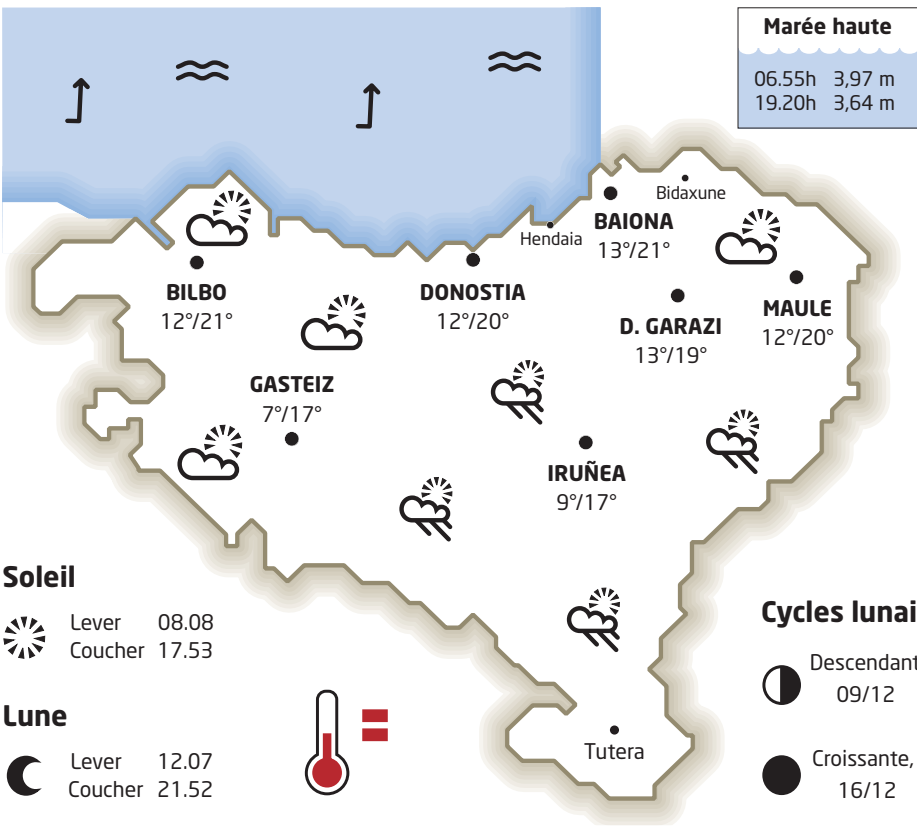 Marée haute
06.55h 3,97 m
19.20h 3,64 m
Bidaxune
BAIONA
13°/21°
Hendaia
BILBO
12°/21°
DONOSTIA
12°/20°
D. GARAZI
13°/19°
MAULE
12°/20°
GASTEIZ
7°/17°
IRUÑEA
9°/17°
Tutera
Soleil
Lever 08.08
Coucher 17.53
Lune
Lever 12.07
Coucher 21.52
Cycles lunai
Descendant
09/12
Croissante,
16/12